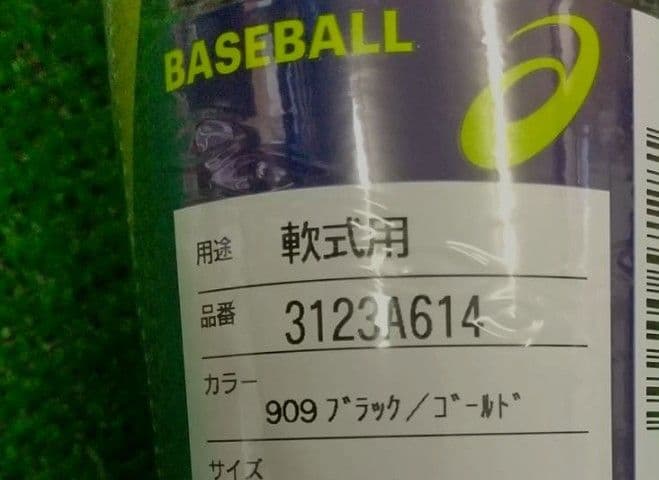 BASEBALL
用途 軟式用
品番 3123A614
カラー
909 ブラック／ゴールド
サイズ